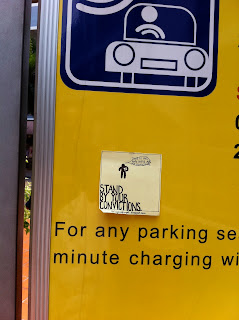 STAND
BY YOUR
CONVICTIONS.
For any parking se
minute charging wi